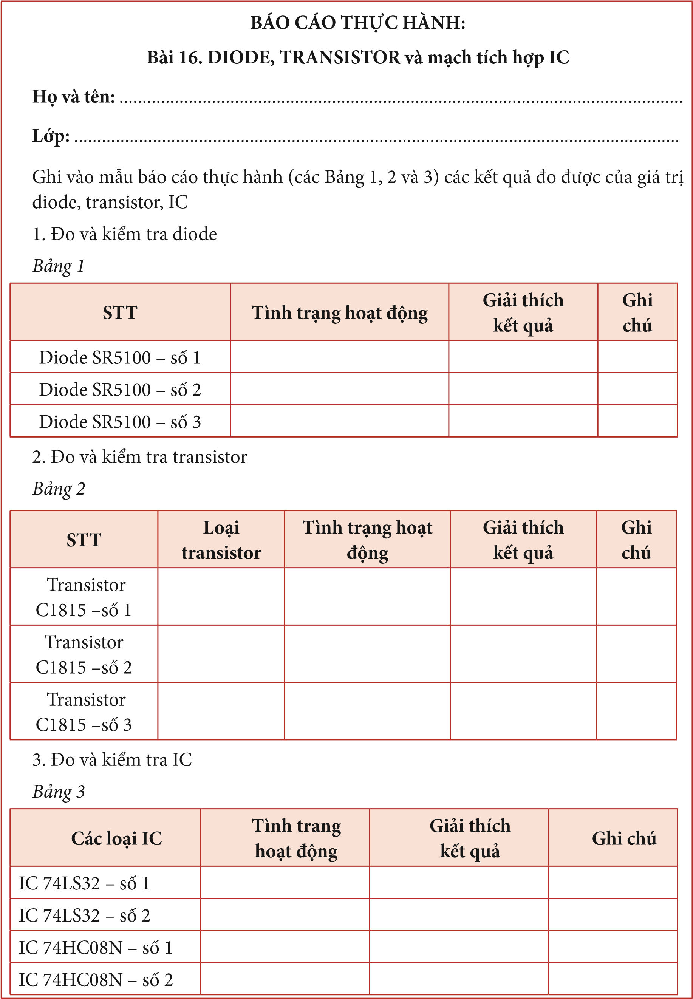 BÁO CÁO THỰC HÀNH:
Bài 16. DIODE, TRANSISTOR và mạch tích hợp IC
Họ và tên: ........................................................................................................................
Lớp: .................................................................................................................................
Ghi vào mẫu báo cáo thực hành (các Bảng 1, 2 và 3) các kết quả đo được của giá trị
diode, transistor, IC
1. Đo và kiểm tra diode
Bảng 1
STT
Tình trạng hoạt động
Giải thích
kết quả
Ghi
chú
Diode SR5100 – số 1
Diode SR5100 – số 2
Diode SR5100 – số 3
2. Đo và kiểm tra transistor
Bảng 2
STT
Loại
transistor
Tình trạng hoạt
động
Giải thích
kết quả
Ghi
chú
Transistor
C1815 –số 1
Transistor
C1815 –số 2
Transistor
C1815 –số 3
3. Đo và kiểm tra IC
Bảng 3
Các loại IC
Tình trang
hoạt động
Giải thích
kết quả
Ghi chú
IC 74LS32 – số 1
IC 74LS32 – số 2
IC 74HC08N – số 1
IC 74HC08N – số 2